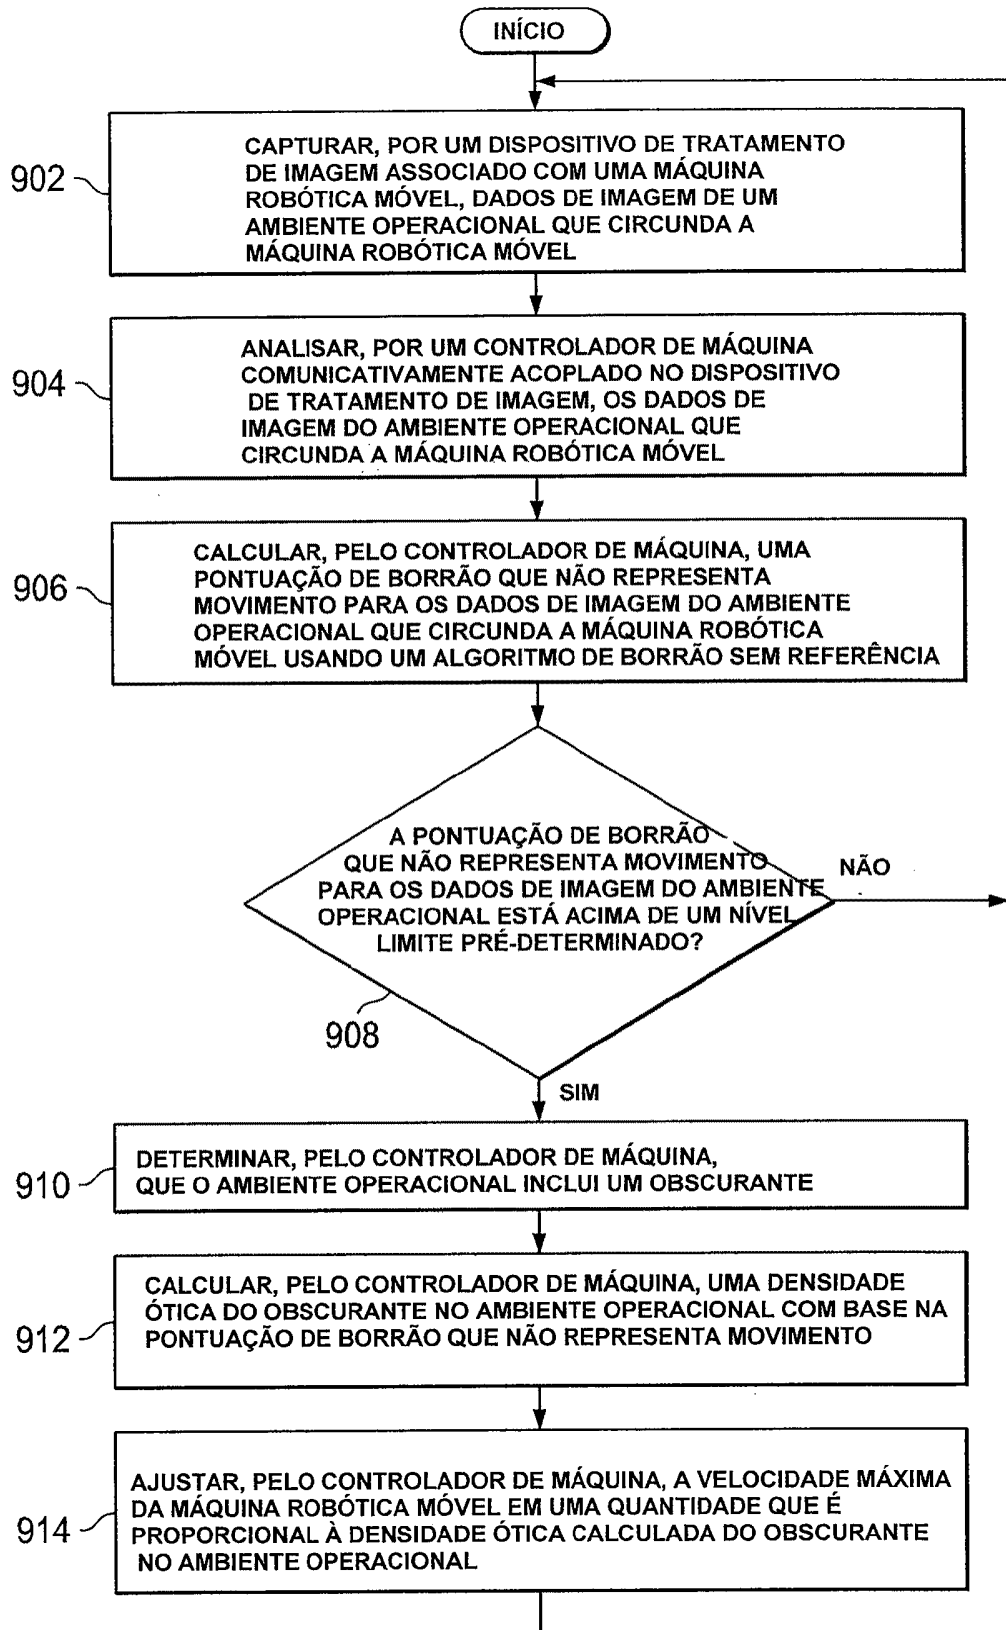 INÍCIO
902
CAPTURAR, POR UM DISPOSITIVO DE TRATAMENTO
DE IMAGEM ASSOCIADO COM UMA MÁQUINA
ROBÓTICA MÓVEL, DADOS DE IMAGEM DE UM
AMBIENTE OPERACIONAL QUE CIRCUNDA A
MÁQUINA ROBÓTICA MÓVEL
904
ANALISAR, POR UM CONTROLADOR DE MÁQUINA
COMUNICATIVAMENTE ACOPLADO NO DISPOSITIVO
DE TRATAMENTO DE IMAGEM, OS DADOS DE
IMAGEM DO AMBIENTE OPERACIONAL QUE
CIRCUNDA A MÁQUINA ROBÓTICA MÓVEL
906
CALCULAR, PELO CONTROLADOR DE MÁQUINA, UMA
PONTUAÇÃO DE BORRÃO QUE NÃO REPRESENTA
MOVIMENTO PARA OS DADOS DE IMAGEM DO AMBIENTE
OPERACIONAL QUE CIRCUNDA A MÁQUINA ROBÓTICA
MÓVEL USANDO UM ALGORITMO DE BORRÃO SEM REFERÊNCIA
A PONTUAÇÃO DE BORRÃO
QUE NÃO REPRESENTA MOVIMENTO
PARA OS DADOS DE IMAGEM DO AMBIENTE
OPERACIONAL ESTÁ ACIMA DE UM NÍVEL
LIMITE PRÉ-DETERMINADO?
NÃO
908
SIM
910
DETERMINAR, PELO CONTROLADOR DE MÁQUINA,
QUE O AMBIENTE OPERACIONAL INCLUI UM OBSCURANTE
912
CALCULAR, PELO CONTROLADOR DE MÁQUINA, UMA DENSIDADE
ÓTICA DO OBSCURANTE NO AMBIENTE OPERACIONAL COM BASE NA
PONTUAÇÃO DE BORRÃO QUE NÃO REPRESENTA MOVIMENTO
914
AJUSTAR, PELO CONTROLADOR DE MÁQUINA, A VELOCIDADE MÁXIMA
DA MÁQUINA ROBÓTICA MÓVEL EM UMA QUANTIDADE QUE É
PROPORCIONAL À DENSIDADE ÓTICA CALCULADA DO OBSCURANTE
NO AMBIENTE OPERACIONAL